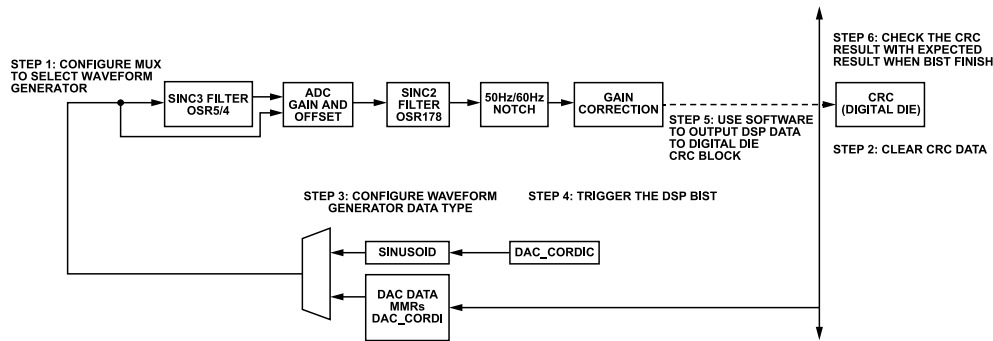 STEP 1: CONFIGURE MUX
TO SELECT WAVEFORM
GENERATOR
SINC3 FILTER
OSR5/4
ADC
GAIN AND
OFFSET
SINC2
FILTER
OSR178
50Hz/60Hz
NOTCH
GAIN
CORRECTION
STEP 5: USE SOFTWARE
TO OUTPUT DSP DATA
TO DIGITAL DIE
CRC BLOCK
STEP 6: CHECK THE CRC
RESULT WITH EXPECTED
RESULT WHEN BIST FINISH
CRC
(DIGITAL DIE)
STEP 2: CLEAR CRC DATA
STEP 3: CONFIGURE WAVEFORM
GENERATOR DATA TYPE
STEP 4: TRIGGER THE DSP BIST
SINUSOID
DAC_CORDIC
DAC DATA
MMRs
DAC_CORDI